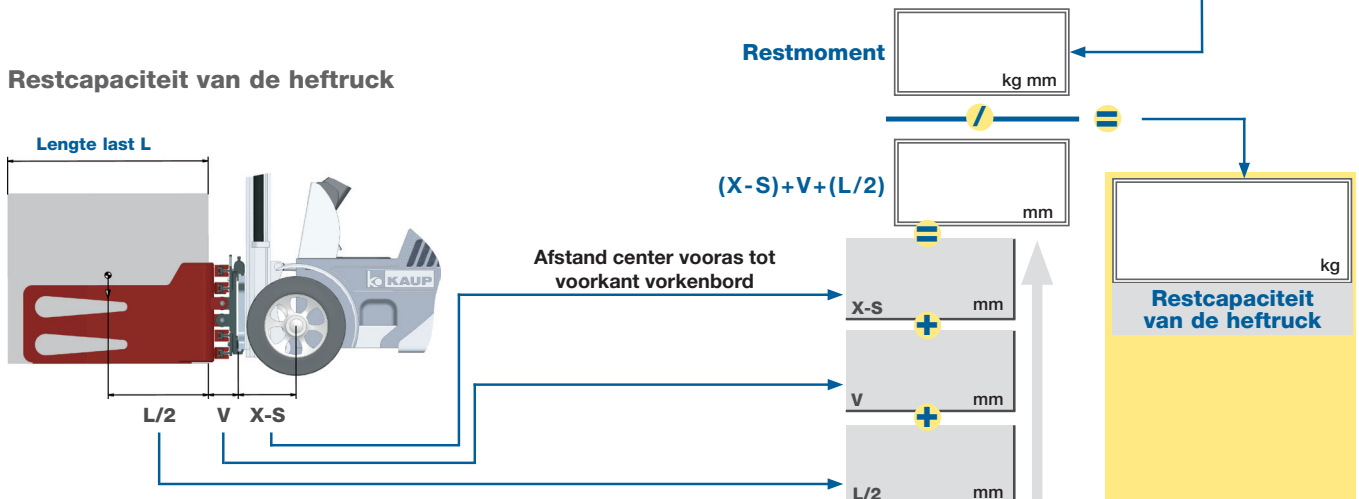 Restmoment
kg mm
Restcapaciteit van de heftruck
/
=
Lengte last L
(X-S)+V+(L/2)
mm
=
kg
Restcapaciteit
van de heftruck
Afstand center vooras tot
voorkant vorkenbord
KAUP
X-S mm
+
V mm
+
L/2 mm
L/2 V X-S